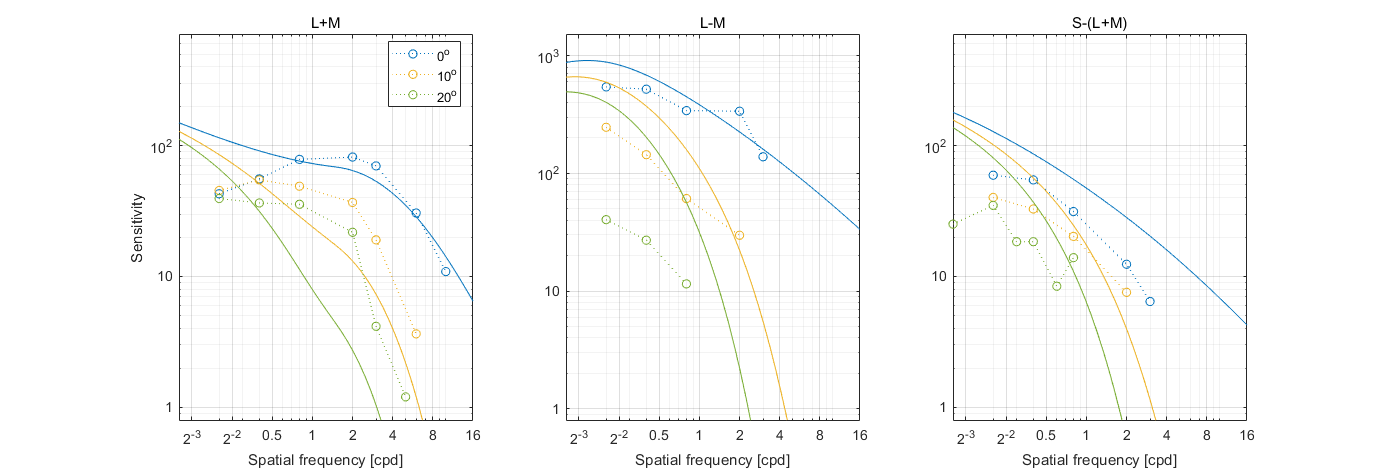 L+M
L-M
S-(L+M)
0°
10°
20°
Sensitivity
10²
10
1
10³
10²
10
1
10²
10
1
2⁻³ 2⁻² 0.5 1 2 4 8 16
2⁻³ 2⁻² 0.5 1 2 4 8 16
2⁻³ 2⁻² 0.5 1 2 4 8 16
Spatial frequency [cpd]
Spatial frequency [cpd]
Spatial frequency [cpd]